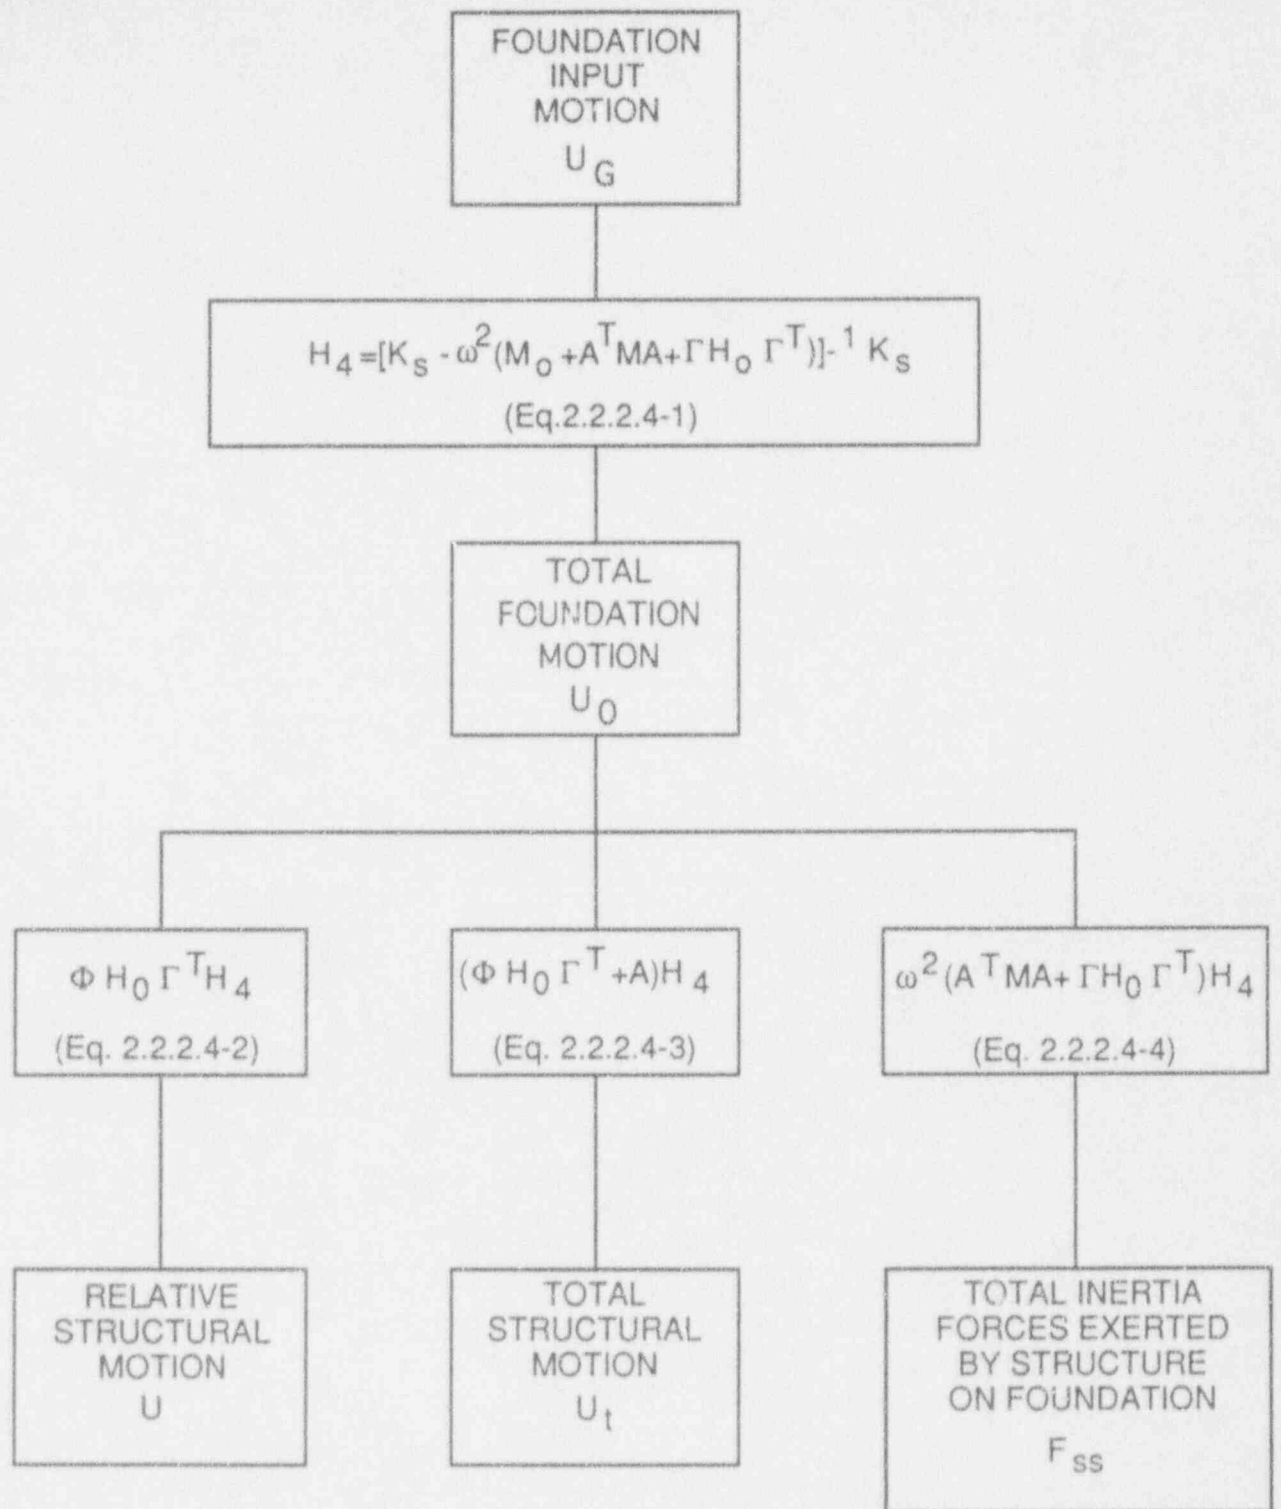 FOUNDATION
INPUT
MOTION
U_G
H_4 =[K_s - ω^2(M_o +A^T MA+ΓH_o Γ^T)]-^1 K_s
(Eq.2.2.2.4-1)
TOTAL
FOUNDATION
MOTION
U_0
Φ H_0 Γ^T H_4
(Eq. 2.2.2.4-2)
(Φ H_0 Γ^T +A)H_4
(Eq. 2.2.2.4-3)
ω^2 (A^T MA+ ΓH_0 Γ^T)H_4
(Eq. 2.2.2.4-4)
RELATIVE
STRUCTURAL
MOTION
U
TOTAL
STRUCTURAL
MOTION
U_t
TOTAL INERTIA
FORCES EXERTED
BY STRUCTURE
ON FOUNDATION
F_ss